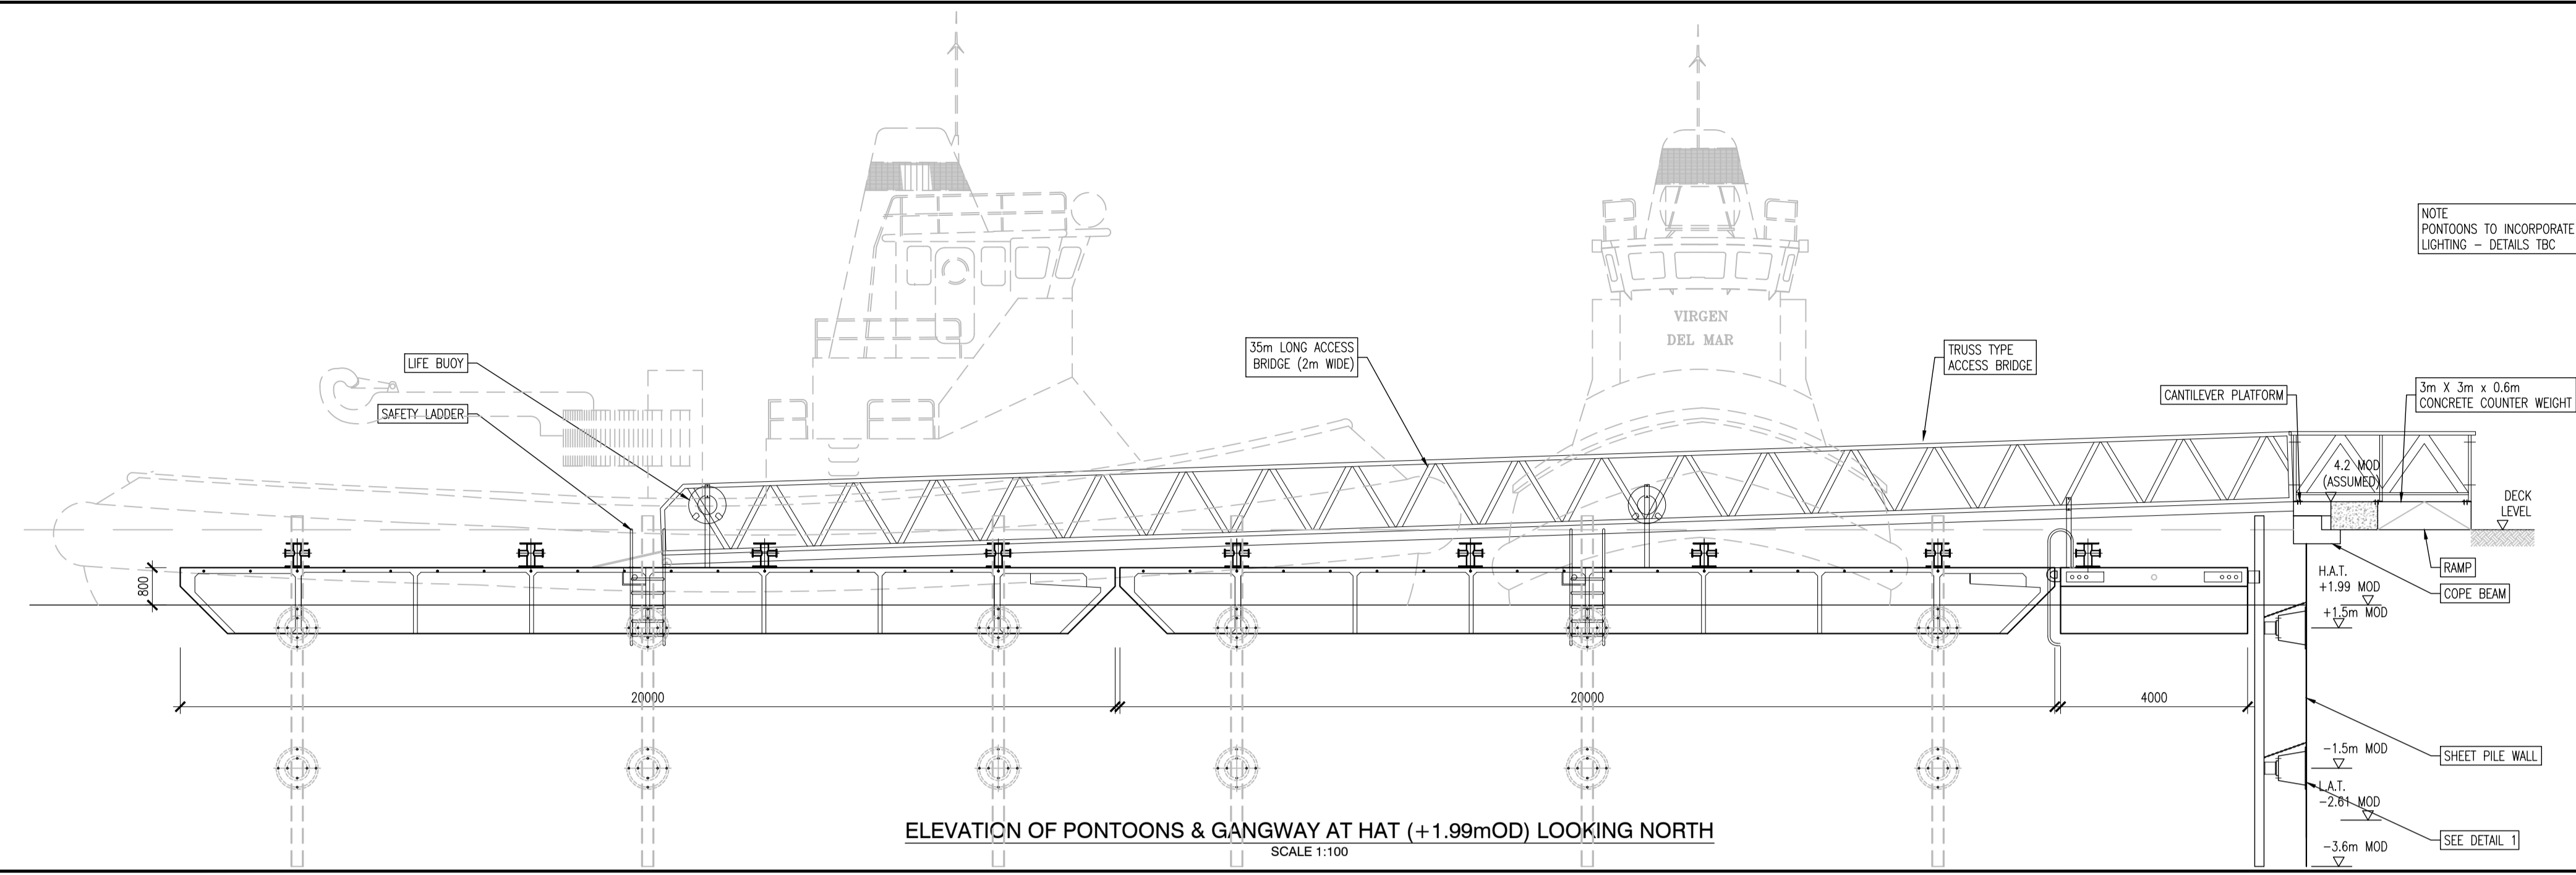 NOTE
PONTOONS TO INCORPORATE
LIGHTING – DETAILS TBC
VIRGEN
DEL MAR
35m LONG ACCESS
BRIDGE (2m WIDE)
TRUSS TYPE
ACCESS BRIDGE
LIFE BUOY
SAFETY LADDER
CANTILEVER PLATFORM
3m X 3m x 0.6m
CONCRETE COUNTER WEIGHT
4.2 MOD
(ASSUMED)
DECK
LEVEL
RAMP
COPE BEAM
H.A.T.
+1.99 MOD
+1.5m MOD
800
20000
20000
4000
–1.5m MOD
SHEET PILE WALL
L.A.T.
–2.61 MOD
SEE DETAIL 1
–3.6m MOD
ELEVATION OF PONTOONS & GANGWAY AT HAT (+1.99mOD) LOOKING NORTH
SCALE 1:100